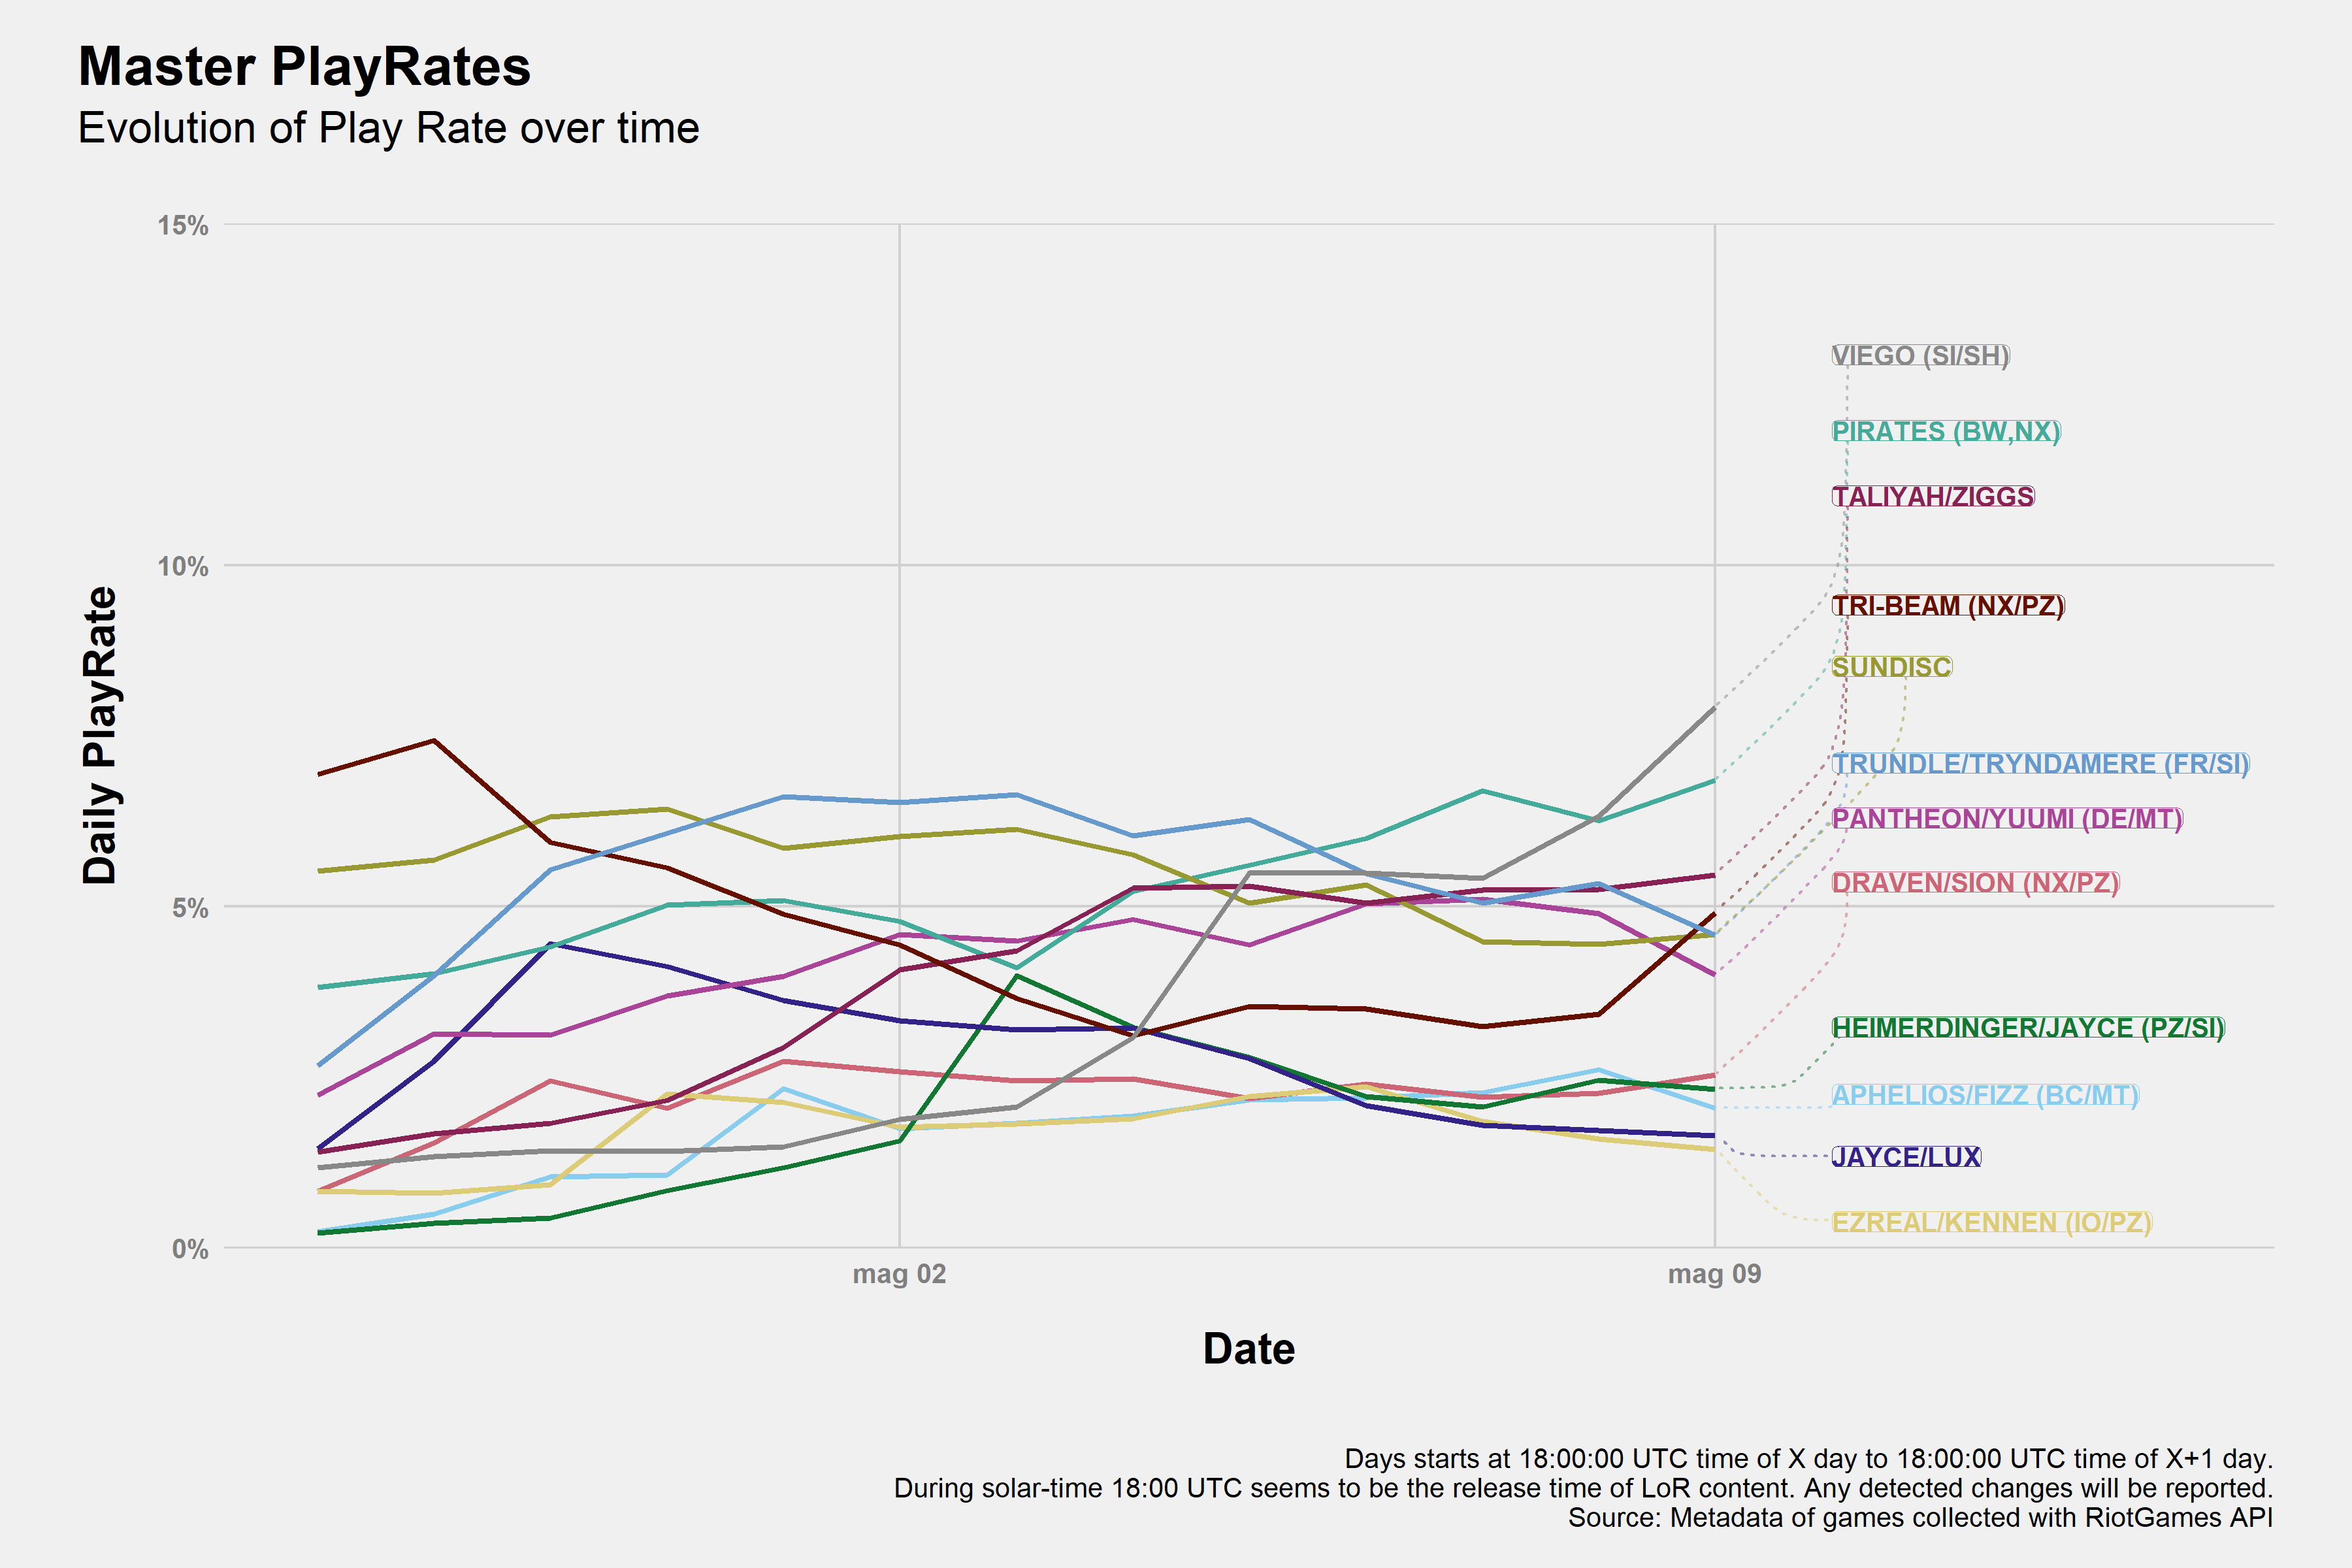 Master PlayRates
Evolution of Play Rate over time
Daily PlayRate
15%
10%
5%
0%
VIEGO (SI/SH)
PIRATES (BW,NX)
TALIYAH/ZIGGS
TRI-BEAM (NX/PZ)
SUNDISC
TRUNDLE/TRYNDAMERE (FR/SI)
PANTHEON/YUUMI (DE/MT)
DRAVEN/SION (NX/PZ)
HEIMERDINGER/JAYCE (PZ/SI)
APHELIOS/FIZZ (BC/MT)
JAYCE/LUX
EZREAL/KENNEN (IO/PZ)
mag 02
mag 09
Date
Days starts at 18:00:00 UTC time of X day to 18:00:00 UTC time of X+1 day.
During solar-time 18:00 UTC seems to be the release time of LoR content. Any detected changes will be reported.
Source: Metadata of games collected with RiotGames API